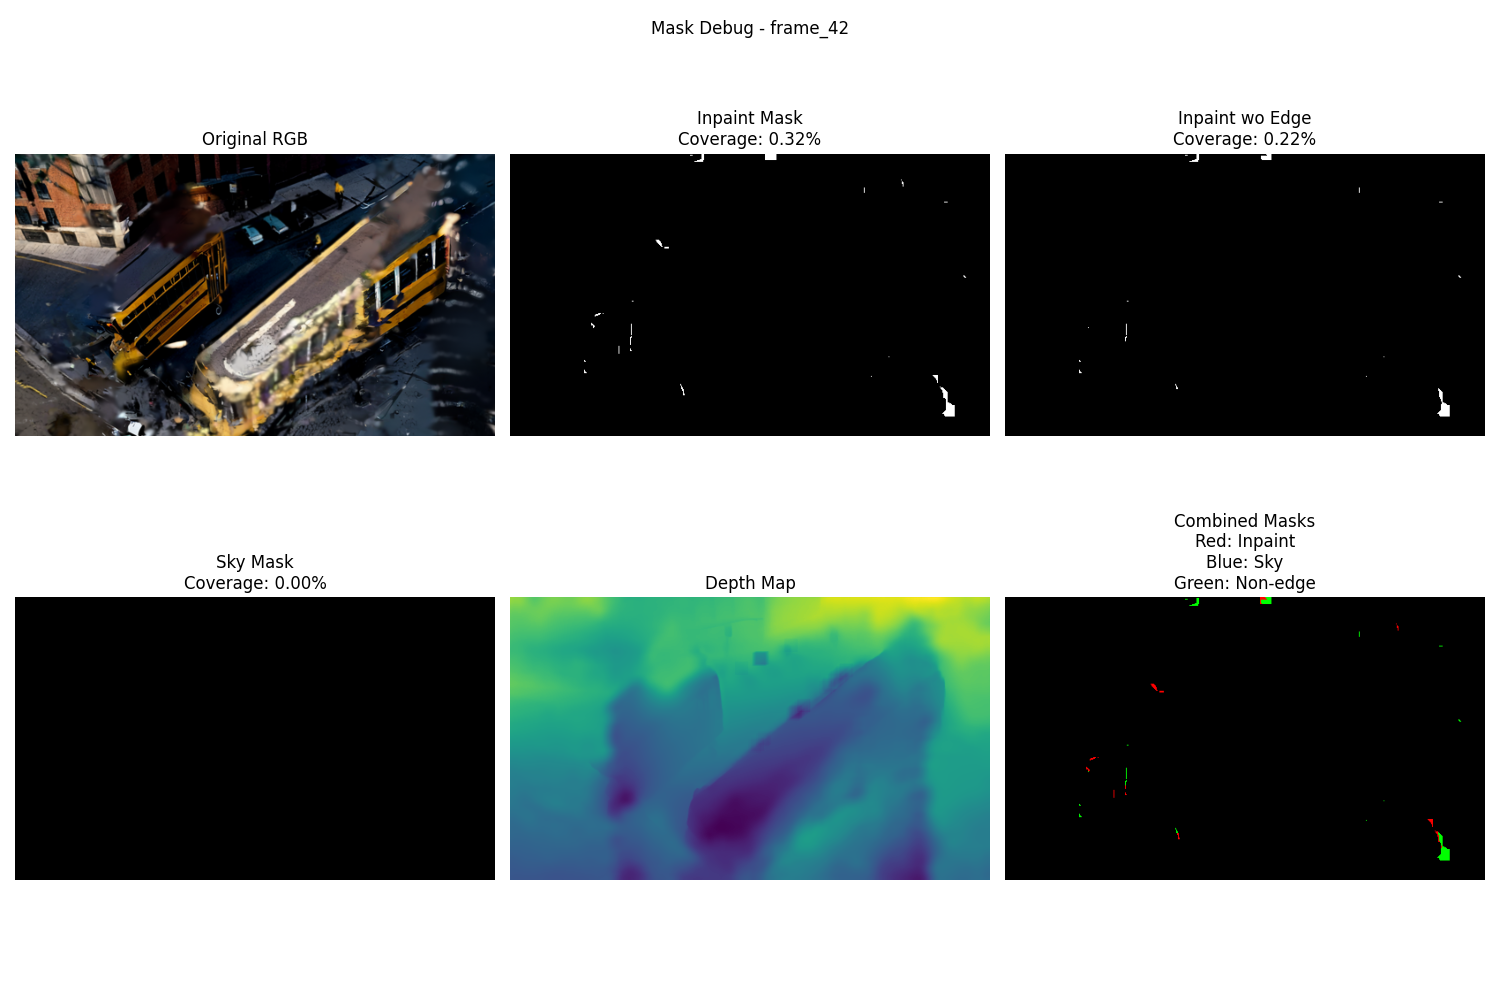 Mask Debug - frame_42
Original RGB
Inpaint Mask
Coverage: 0.32%
Inpaint wo Edge
Coverage: 0.22%
Sky Mask
Coverage: 0.00%
Depth Map
Combined Masks
Red: Inpaint
Blue: Sky
Green: Non-edge